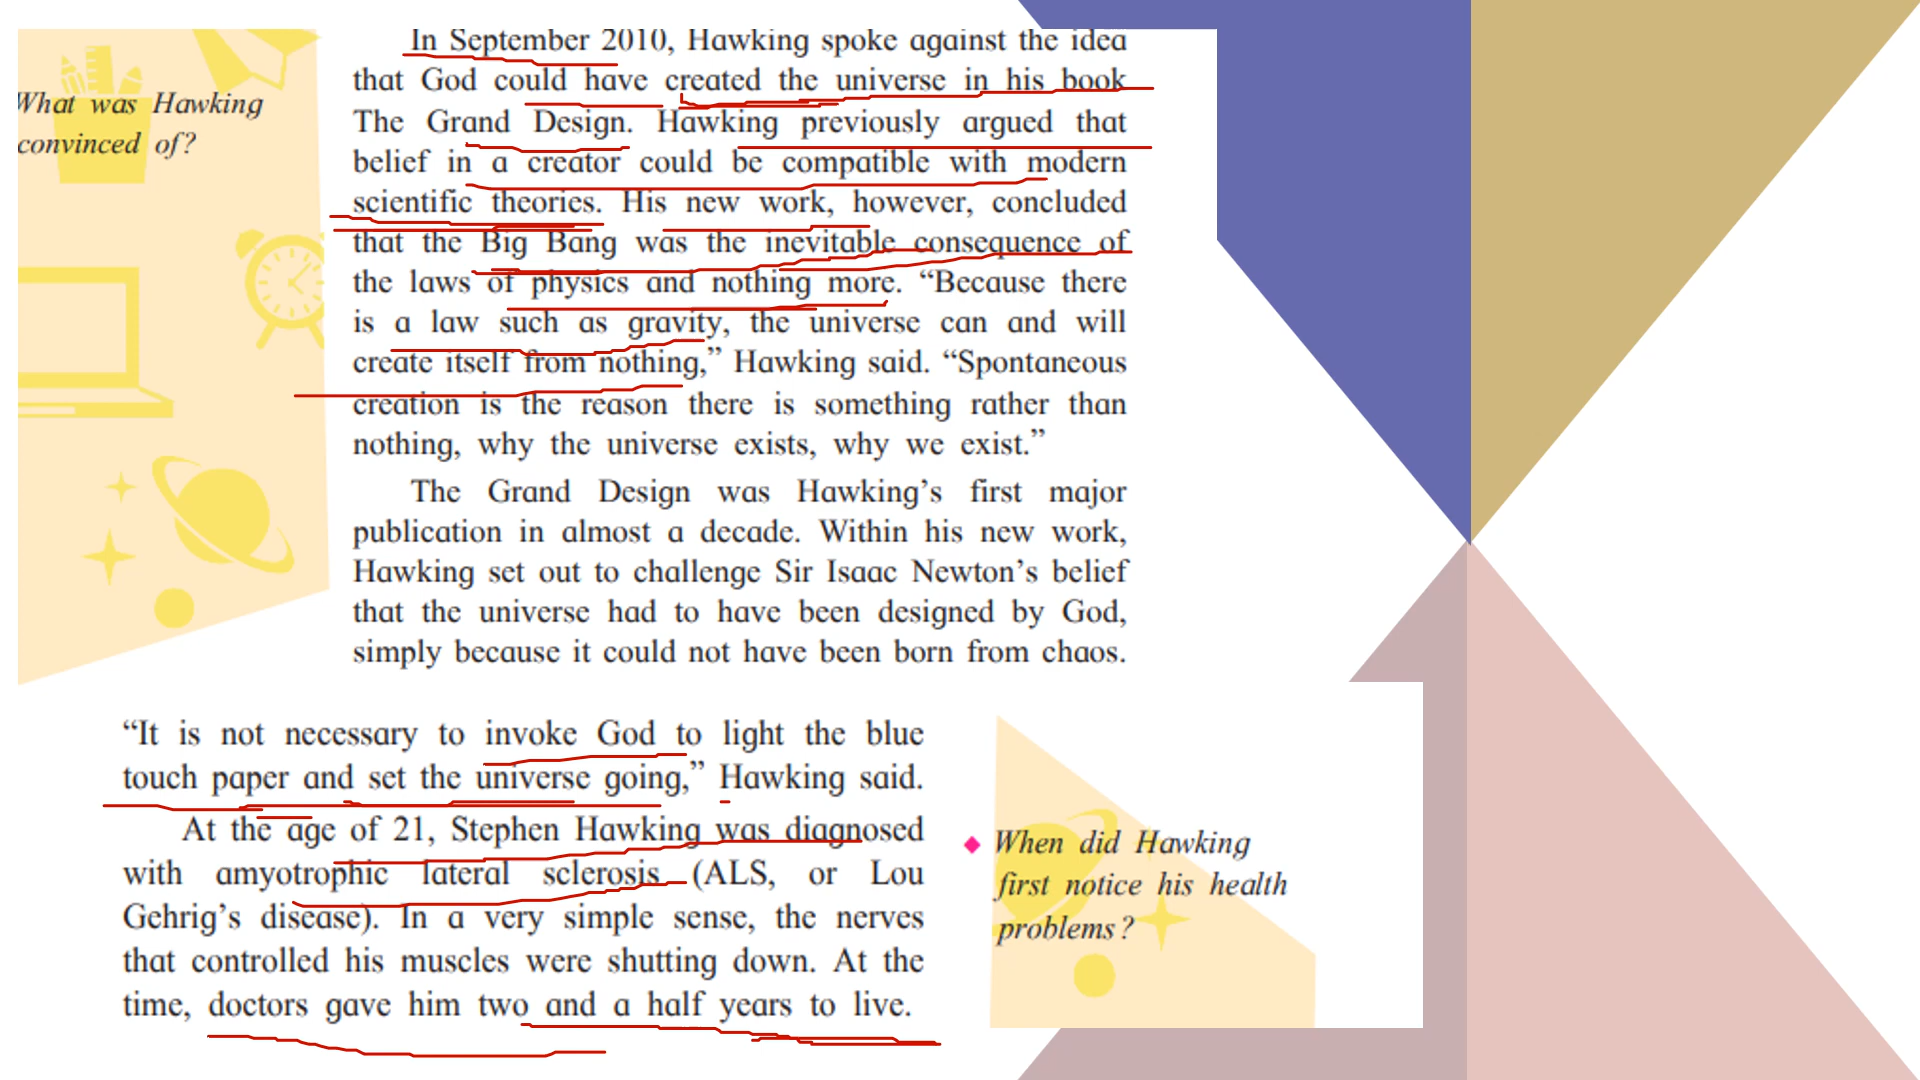 What was Hawking
convinced of?
In September 2010, Hawking spoke against the idea
that God could have created the universe in his book
The Grand Design. Hawking previously argued that
belief in a creator could be compatible with modern
scientific theories. His new work, however, concluded
that the Big Bang was the inevitable consequence of
the laws of physics and nothing more. “Because there
is a law such as gravity, the universe can and will
create itself from nothing,” Hawking said. “Spontaneous
creation is the reason there is something rather than
nothing, why the universe exists, why we exist.”
The Grand Design was Hawking’s first major
publication in almost a decade. Within his new work,
Hawking set out to challenge Sir Isaac Newton’s belief
that the universe had to have been designed by God,
simply because it could not have been born from chaos.
“It is not necessary to invoke God to light the blue
touch paper and set the universe going,” Hawking said.
At the age of 21, Stephen Hawking was diagnosed
with amyotrophic lateral sclerosis (ALS, or Lou
Gehrig’s disease). In a very simple sense, the nerves
that controlled his muscles were shutting down. At the
time, doctors gave him two and a half years to live.
When did Hawking
first notice his health
problems?